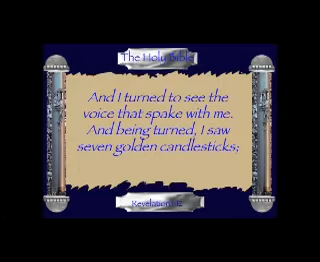 The Holy Bible
And I turned to see the
voice that spake with me.
And being turned, I saw
seven golden candlesticks;
Revelation 1:12